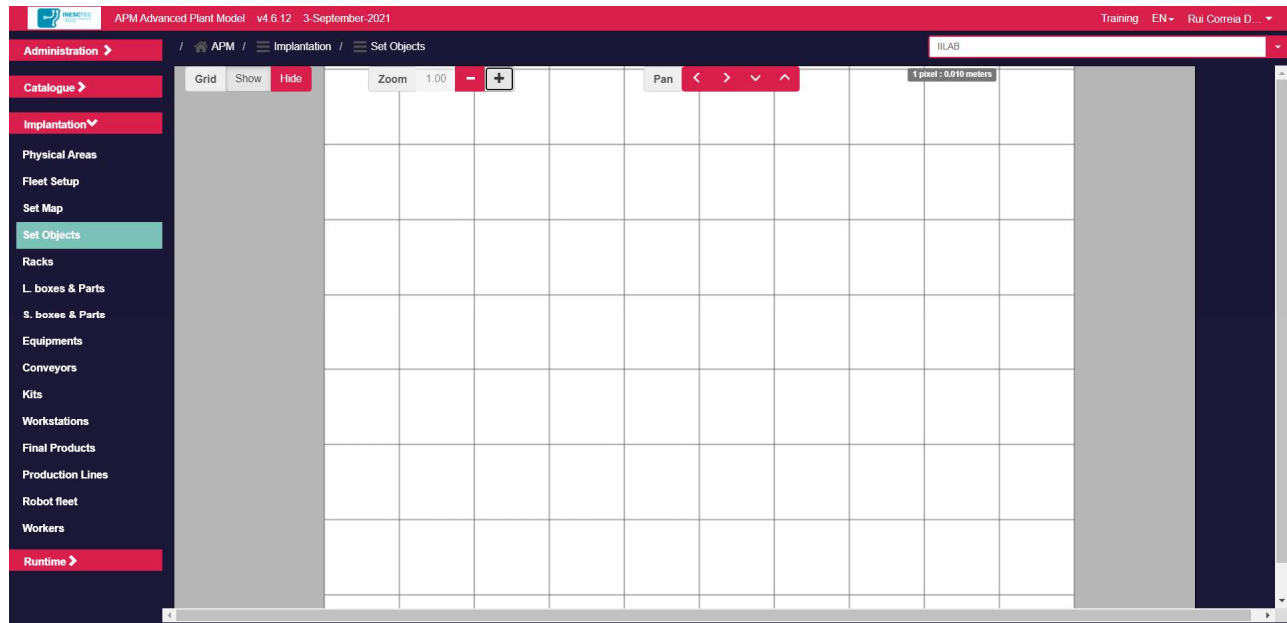 INESCTEC APM Advanced Plant Model v4.6.12 3-September-2021 Training EN Rui Correia D...
Administration / APM / Implantation / Set Objects IILAB
Catalogue Grid Show Hide Zoom 1.00 - + Pan 1 pixel : 0.010 meters
Implantation
Physical Areas
Fleet Setup
Set Map
Set Objects
Racks
L. boxes & Parts
S. boxes & Parts
Equipments
Conveyors
Kits
Workstations
Final Products
Production Lines
Robot fleet
Workers
Runtime